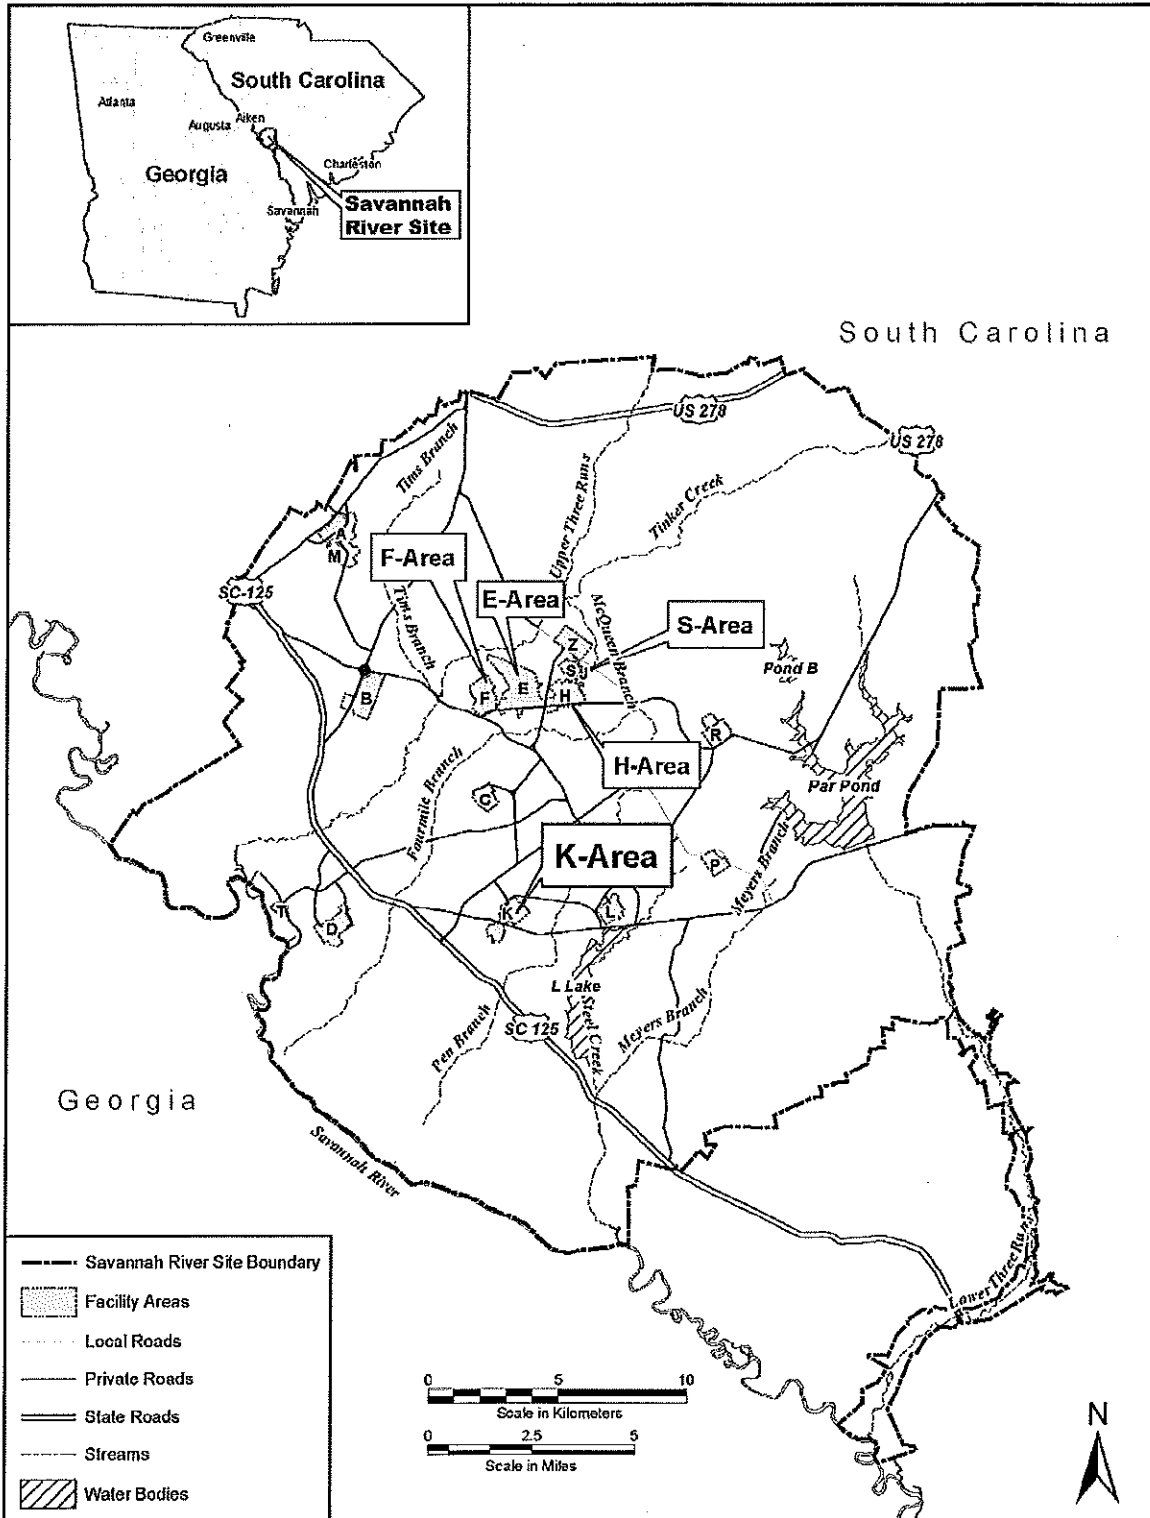 Greenville
South Carolina
Atlanta
Aiken
Augusta
Charleston
Georgia
Savannah
Savannah
River Site
South Carolina
US 278
US 278
Tims Branch
Upper Three Runs
Tinker Creek
A
M
F-Area
SC-125
E-Area
Tims Branch
McQueen Branch
S-Area
Z
S
Pond B
B
F
E
H
R
H-Area
Par Pond
Fourmile Branch
C
K-Area
P
Meyers Branch
T
D
K
L
L Lake
Steel Creek
Meyers Branch
SC 125
Pen Branch
Georgia
Savannah River
Lower Three Runs
Savannah River Site Boundary
Facility Areas
Local Roads
Private Roads
State Roads
Streams
Water Bodies
0 5 10
Scale in Kilometers
0 2.5 5
Scale in Miles
N